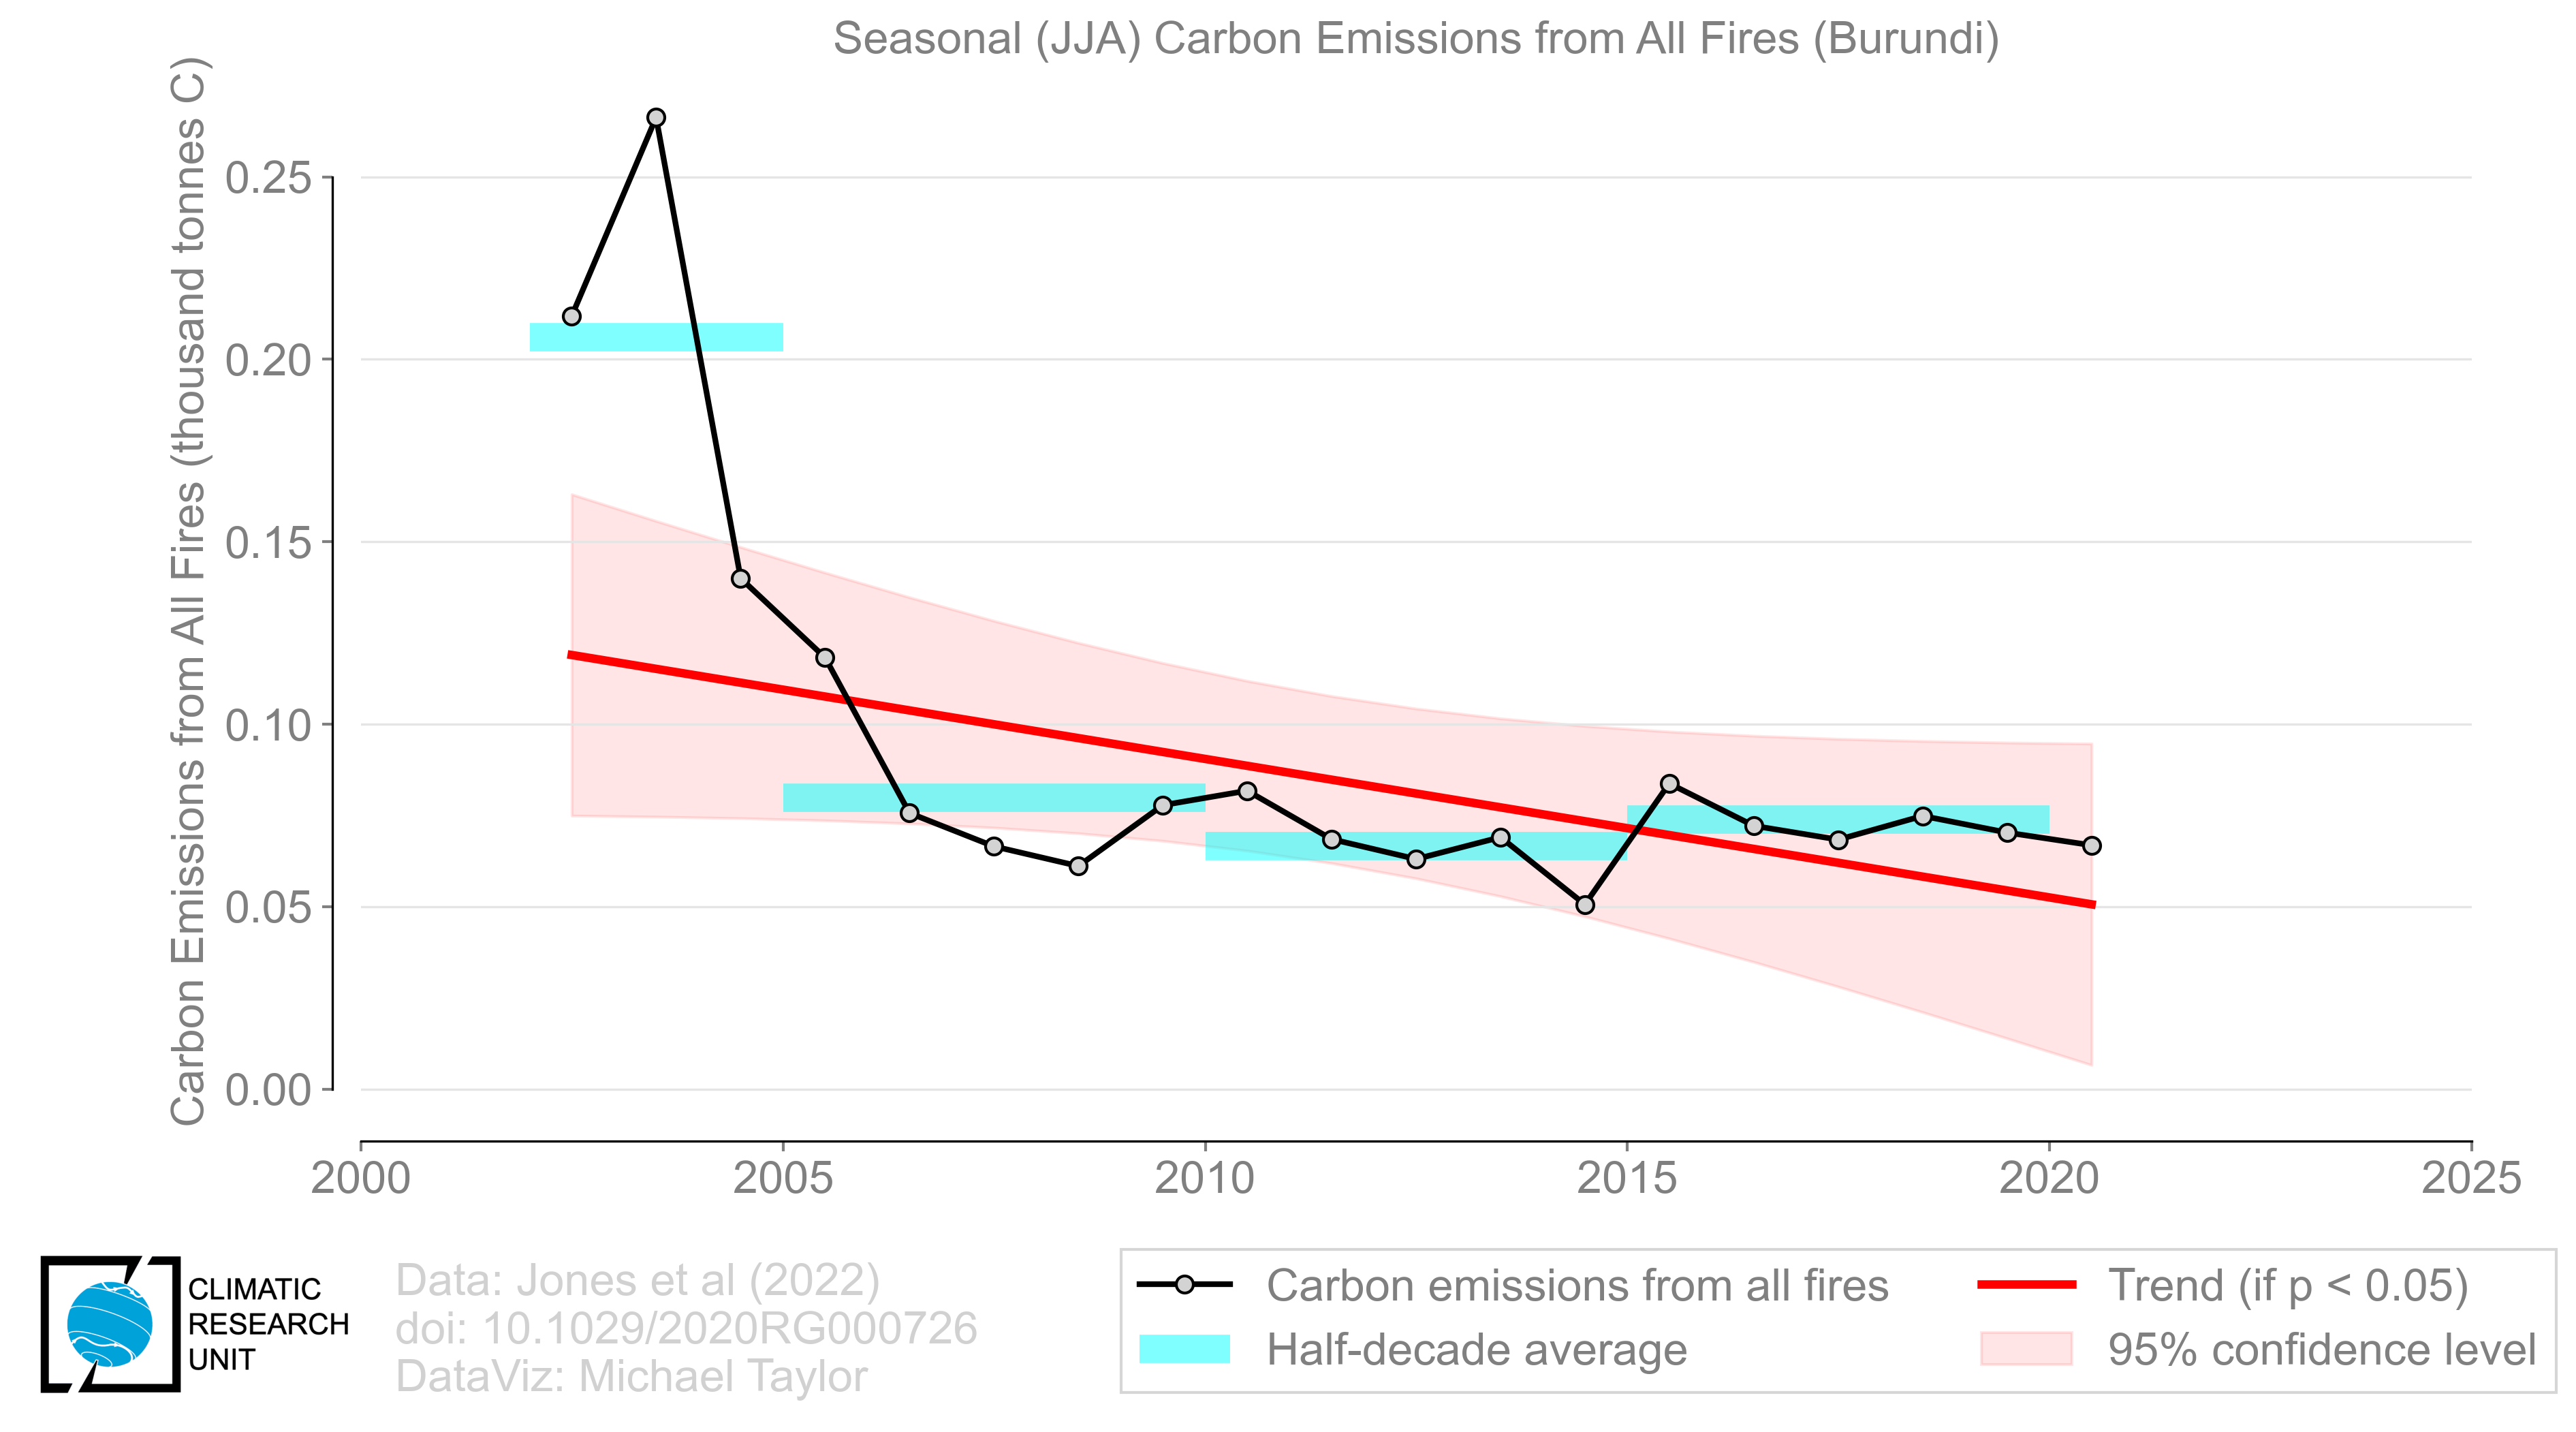 Seasonal (JJA) Carbon Emissions from All Fires (Burundi)
Carbon Emissions from All Fires (thousand tonnes C)
0.25
0.20
0.15
0.10
0.05
0.00
2000
2005
2010
2015
2020
2025
CLIMATIC
RESEARCH
UNIT
Data: Jones et al (2022)
doi: 10.1029/2020RG000726
DataViz: Michael Taylor
Carbon emissions from all fires
Half-decade average
Trend (if p < 0.05)
95% confidence level